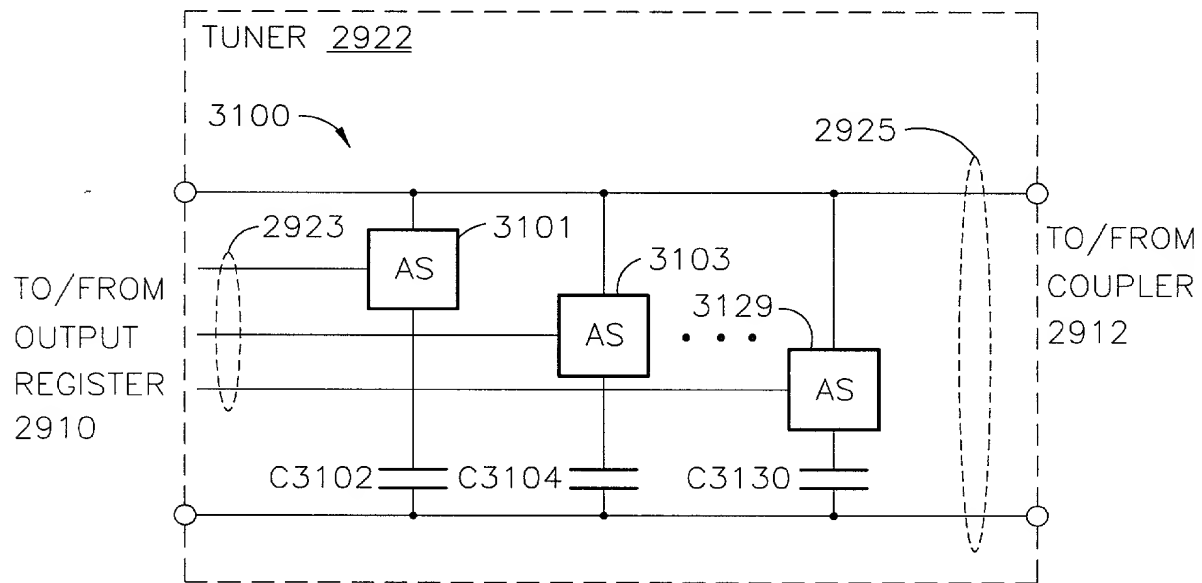 TUNER 2922
3100
2925
2923
3101
AS
3103
AS
3129
AS
TO/FROM
OUTPUT
REGISTER
2910
TO/FROM
COUPLER
2912
C3102
C3104
C3130